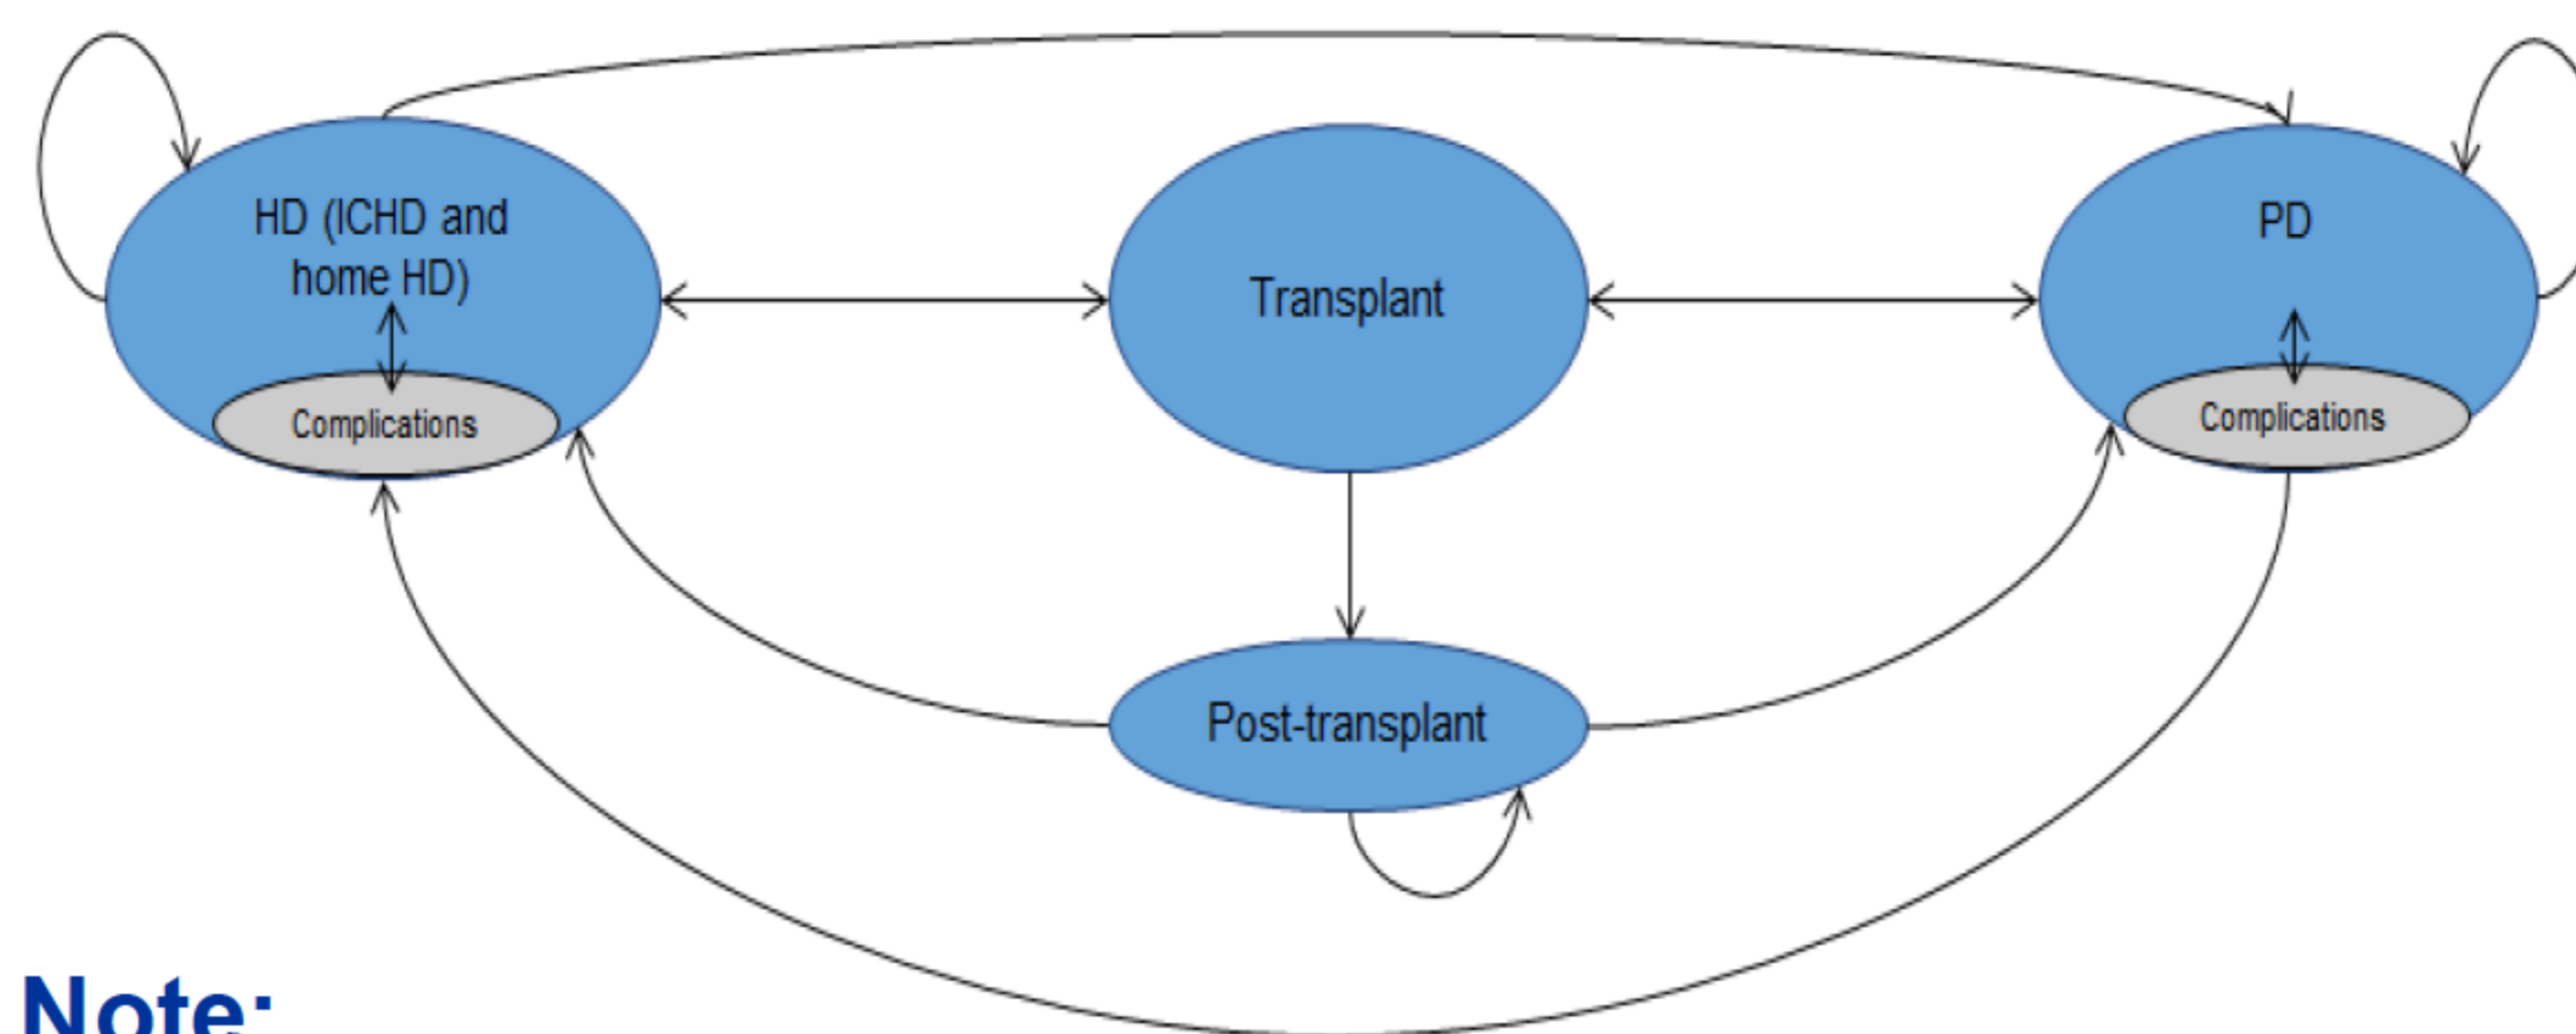 HD (ICHD and
home HD)
Complications
Transplant
PD
Complications
Post-transplant
Note: